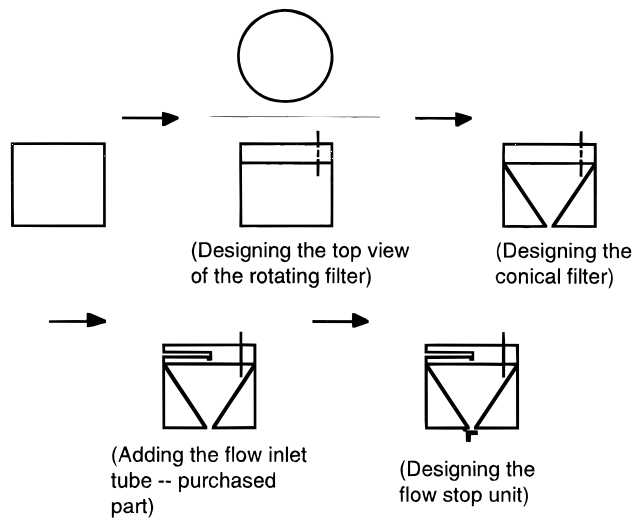 (Designing the top view
of the rotating filter)
(Designing the
conical filter)
(Adding the flow inlet
tube -- purchased
part)
(Designing the
flow stop unit)